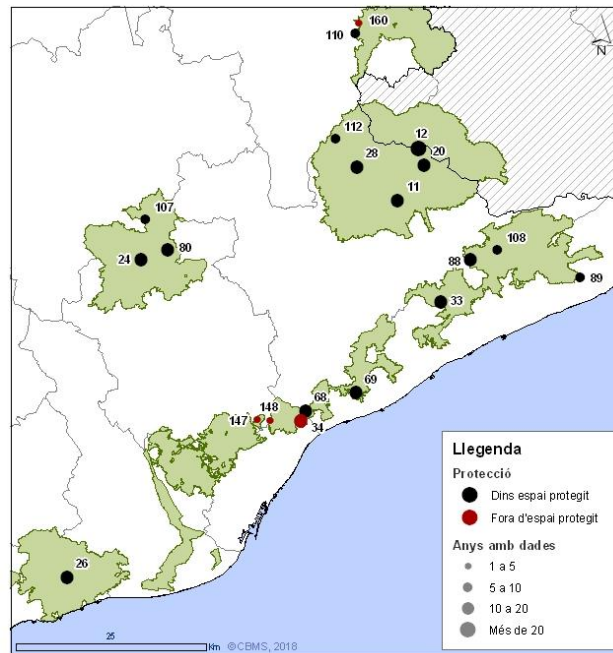 160
110
N
112
12
28
20
11
107
80
24
108
88
89
33
69
68
148
147
34
26
Llegenda
Protecció
Dins espai protegit
Fora d'espai protegit
Anys amb dades
1 a 5
5 a 10
10 a 20
Més de 20
25
Km ©CBMS, 2018